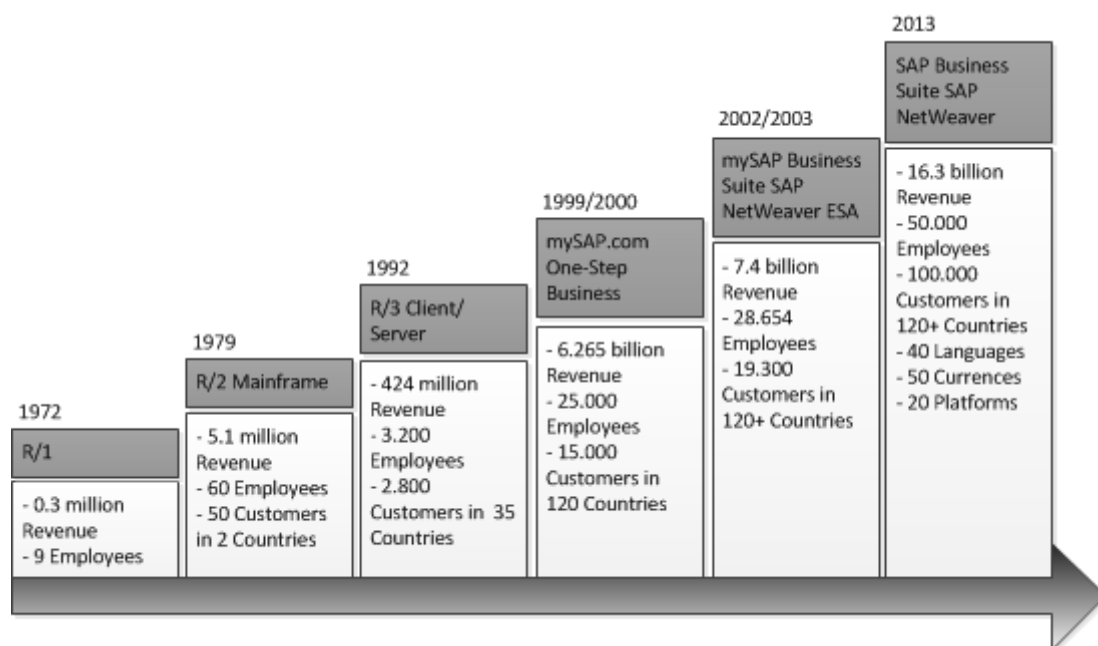 1972
R/1
- 0.3 million
Revenue
- 9 Employees
1979
R/2 Mainframe
- 5.1 million
Revenue
- 60 Employees
- 50 Customers
in 2 Countries
1992
R/3 Client/
Server
- 424 million
Revenue
- 3.200
Employees
- 2.800
Customers in 35
Countries
1999/2000
mySAP.com
One-Step
Business
- 6.265 billion
Revenue
- 25.000
Employees
- 15.000
Customers in
120 Countries
2002/2003
mySAP Business
Suite SAP
NetWeaver ESA
- 7.4 billion
Revenue
- 28.654
Employees
- 19.300
Customers in
120+ Countries
2013
SAP Business
Suite SAP
NetWeaver
- 16.3 billion
Revenue
- 50.000
Employees
- 100.000
Customers in
120+ Countries
- 40 Languages
- 50 Currences
- 20 Platforms